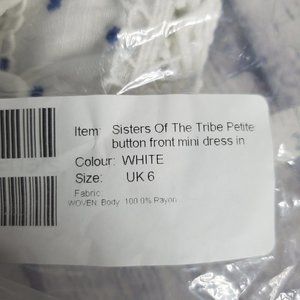 Item: Sisters Of The Tribe Petite
button front mini dress in
Colour: WHITE
Size: UK 6
Fabric
WOVEN Body 100.0% Rayon